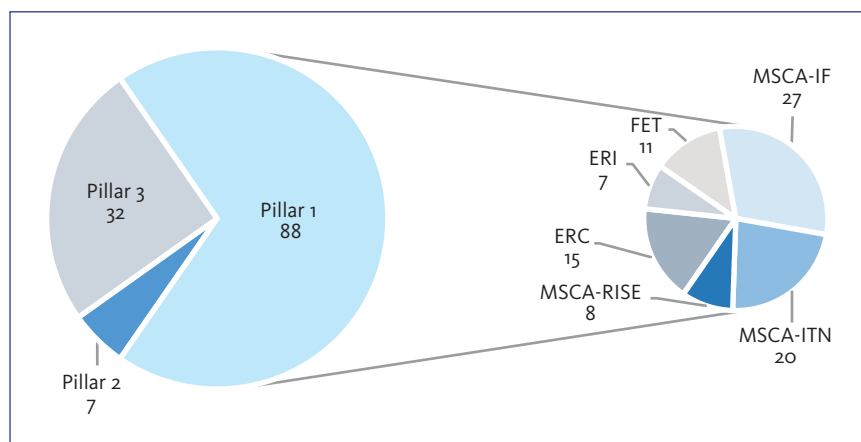 Pillar 1
88
Pillar 2
7
Pillar 3
32
MSCA-IF
27
MSCA-ITN
20
MSCA-RISE
8
ERC
15
ERI
7
FET
11